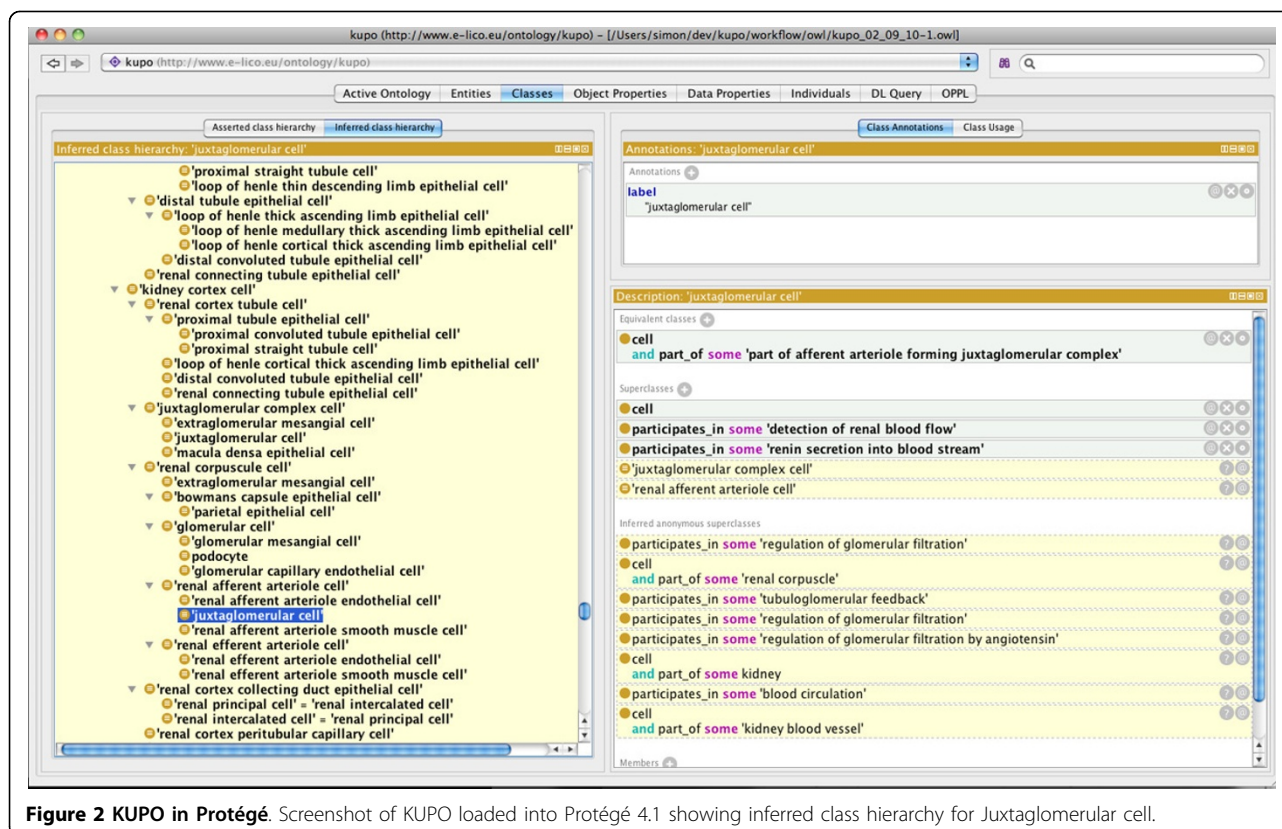 kupo (http://www.e-lico.eu/ontology/kupo) – [/Users/simon/dev/kupo/workflow/owl/kupo_02_09_10-1.owl]
kupo (http://www.e-lico.eu/ontology/kupo)
Active Ontology Entities Classes Object Properties Data Properties Individuals DL Query OPPL
Asserted class hierarchy Inferred class hierarchy
Inferred class hierarchy: 'juxtaglomerular cell'
'proximal straight tubule cell'
'loop of henle thin descending limb epithelial cell'
'distal tubule epithelial cell'
'loop of henle thick ascending limb epithelial cell'
'loop of henle medullary thick ascending limb epithelial cell'
'loop of henle cortical thick ascending limb epithelial cell'
'distal convoluted tubule epithelial cell'
'renal connecting tubule epithelial cell'
'kidney cortex cell'
'renal cortex tubule cell'
'proximal tubule epithelial cell'
'proximal convoluted tubule epithelial cell'
'proximal straight tubule cell'
'loop of henle cortical thick ascending limb epithelial cell'
'distal convoluted tubule epithelial cell'
'renal connecting tubule epithelial cell'
'juxtaglomerular complex cell'
'extraglomerular mesangial cell'
'juxtaglomerular cell'
'macula densa epithelial cell'
'renal corpuscule cell'
'extraglomerular mesangial cell'
'bowmans capsule epithelial cell'
'parietal epithelial cell'
'glomerular cell'
'glomerular mesangial cell'
podocyte
'glomerular capillary endothelial cell'
'renal afferent arteriole cell'
'renal afferent arteriole endothelial cell'
'juxtaglomerular cell'
'renal afferent arteriole smooth muscle cell'
'renal efferent arteriole cell'
'renal efferent arteriole endothelial cell'
'renal efferent arteriole smooth muscle cell'
'renal cortex collecting duct epithelial cell'
'renal principal cell' = 'renal intercalated cell'
'renal intercalated cell' = 'renal principal cell'
'renal cortex peritubular capillary cell'
Class Annotations Class Usage
Annotations: 'juxtaglomerular cell'
Annotations
label
"juxtaglomerular cell"
Description: 'juxtaglomerular cell'
Equivalent classes
cell
and part_of some 'part of afferent arteriole forming juxtaglomerular complex'
Superclasses
cell
participates_in some 'detection of renal blood flow'
participates_in some 'renin secretion into blood stream'
'juxtaglomerular complex cell'
'renal afferent arteriole cell'
Inferred anonymous superclasses
participates_in some 'regulation of glomerular filtration'
cell
and part_of some 'renal corpuscle'
participates_in some 'tubuloglomerular feedback'
participates_in some 'regulation of glomerular filtration'
participates_in some 'regulation of glomerular filtration by angiotensin'
cell
and part_of some kidney
participates_in some 'blood circulation'
cell
and part_of some 'kidney blood vessel'
Members
Figure 2 KUPO in Protégé. Screenshot of KUPO loaded into Protégé 4.1 showing inferred class hierarchy for Juxtaglomerular cell.